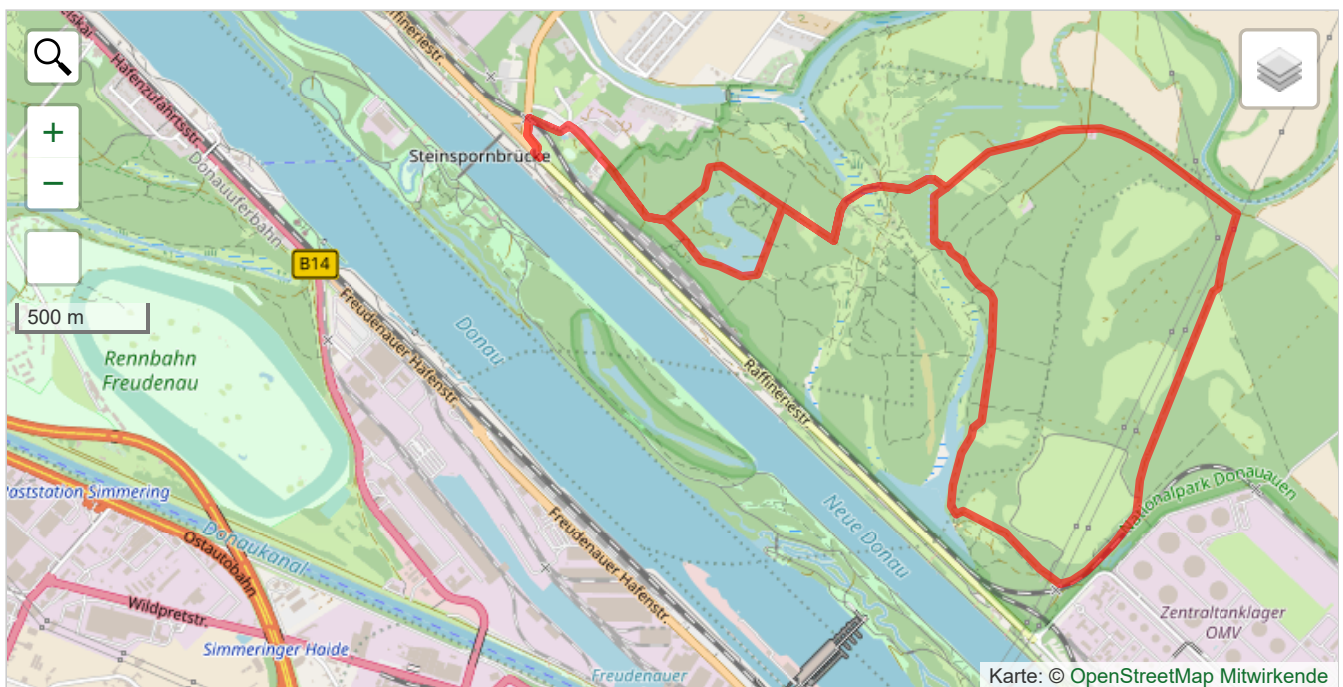 Raffineriestr.
Hafenzufahrtsstr.
Donauuferbahn
Steinspornbrücke
+
−
B14
500 m
Rennbahn
Freudenau
Freudenauer Hafenstr.
Donau
Raffineriestr.
Simmering
Donaukanal
Ostautobahn
Freudenauer Hafenstr.
Neue Donau
Nationalpark Donauauen
Wildpretstr.
Simmeringer Haide
Zentraltanklager
OMV
Freudenauer
Karte: © OpenStreetMap Mitwirkende